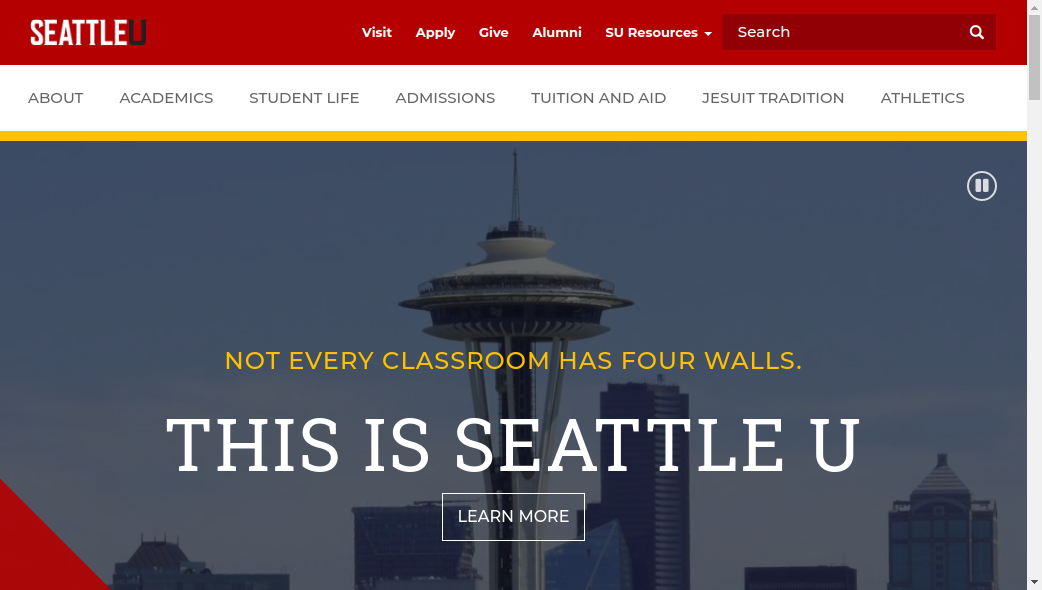 SEATTLEU
Visit Apply Give Alumni SU Resources Search
ABOUT ACADEMICS STUDENT LIFE ADMISSIONS TUITION AND AID JESUIT TRADITION ATHLETICS
NOT EVERY CLASSROOM HAS FOUR WALLS.
THIS IS SEATTLE U
LEARN MORE